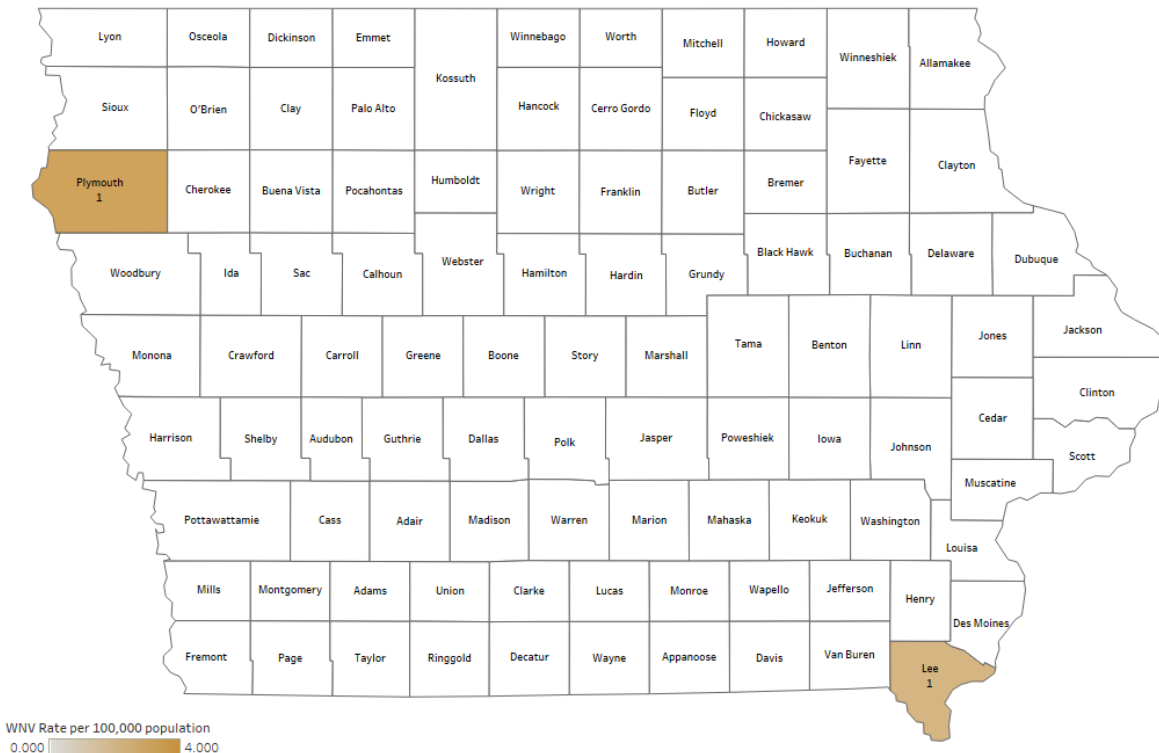 Lyon
Osceola
Dickinson
Emmet
Winnebago
Worth
Mitchell
Howard
Winneshiek
Allamakee
Kossuth
Sioux
O'Brien
Clay
Palo Alto
Hancock
Cerro Gordo
Floyd
Chickasaw
Fayette
Clayton
Plymouth
1
Cherokee
Buena Vista
Pocahontas
Humboldt
Wright
Franklin
Butler
Bremer
Woodbury
Ida
Sac
Calhoun
Webster
Hamilton
Hardin
Grundy
Black Hawk
Buchanan
Delaware
Dubuque
Monona
Crawford
Carroll
Greene
Boone
Story
Marshall
Tama
Benton
Linn
Jones
Jackson
Clinton
Cedar
Harrison
Shelby
Audubon
Guthrie
Dallas
Polk
Jasper
Poweshiek
Iowa
Johnson
Scott
Muscatine
Pottawattamie
Cass
Adair
Madison
Warren
Marion
Mahaska
Keokuk
Washington
Louisa
Mills
Montgomery
Adams
Union
Clarke
Lucas
Monroe
Wapello
Jefferson
Henry
Des Moines
Fremont
Page
Taylor
Ringgold
Decatur
Wayne
Appanoose
Davis
Van Buren
Lee
1
WNV Rate per 100,000 population
0.000 4.000